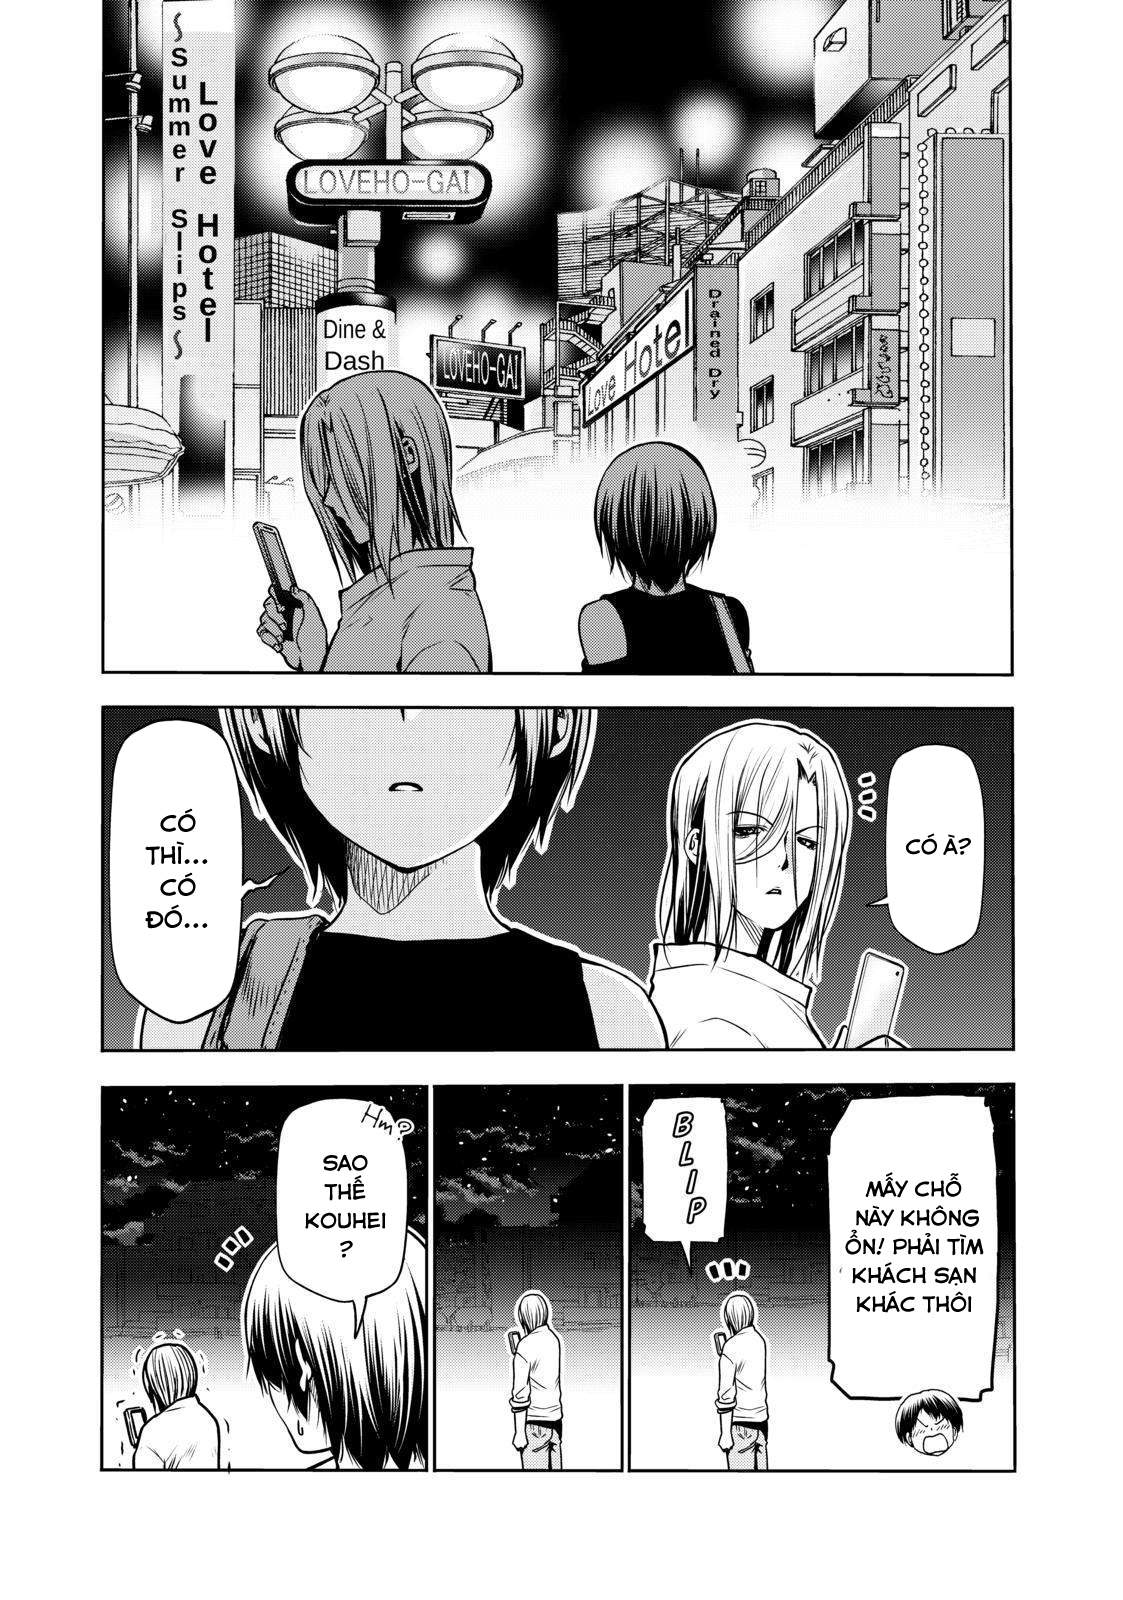 ~Summer Slips~
Love Hotel
LOVEHO-GAI
Dine &
Dash
LOVEHO-GAI
Love Hotel
Drained Dry
CÓ À?
CÓ
THÌ...
CÓ
ĐÓ...
MẤY CHỖ
NÀY KHÔNG
ỔN! PHẢI TÌM
KHÁCH SẠN
KHÁC THÔI
BLIP
Hm?
SAO
THẾ
KOUHEI
?